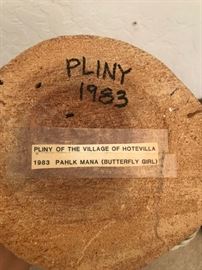 PLINY
1983
PLINY OF THE VILLAGE OF HOTEVILLA
1983 PAHLK MANA (BUTTERFLY GIRL)